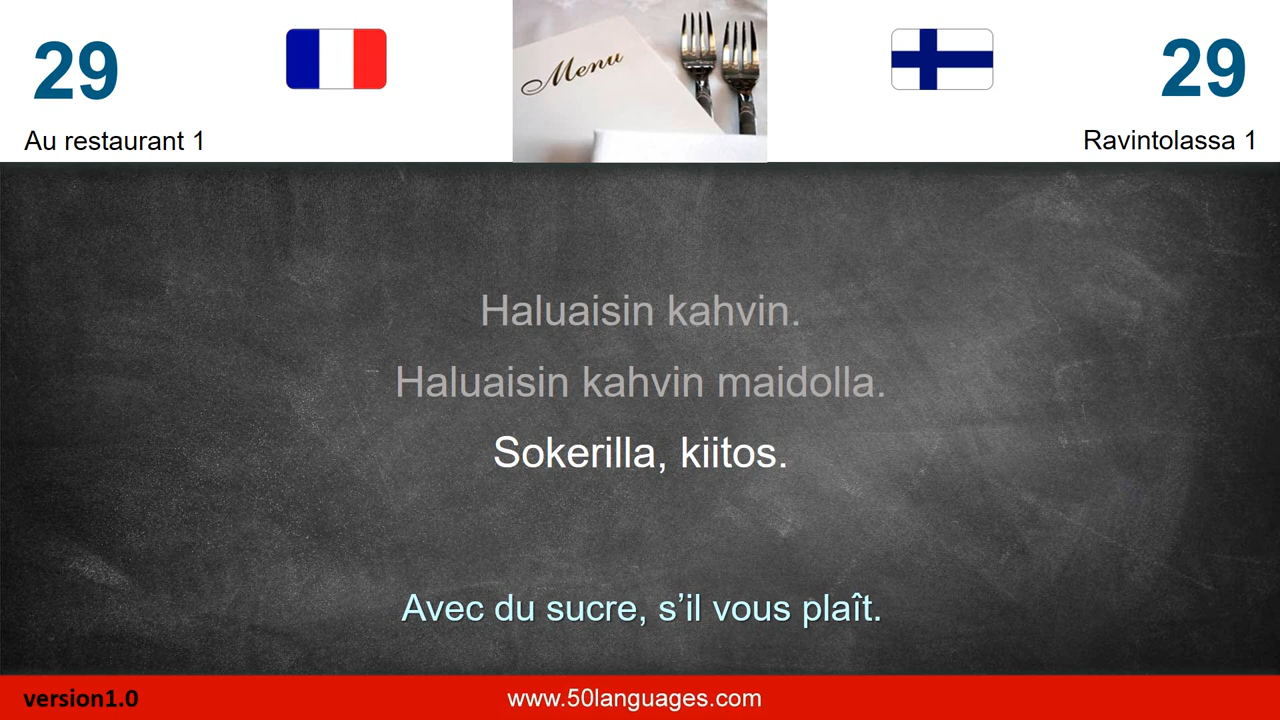 29
29
Au restaurant 1
Menu
Ravintolassa 1
Haluaisin kahvin.
Haluaisin kahvin maidolla.
Sokerilla, kiitos.
Avec du sucre, s’il vous plaît.
version1.0
www.50languages.com